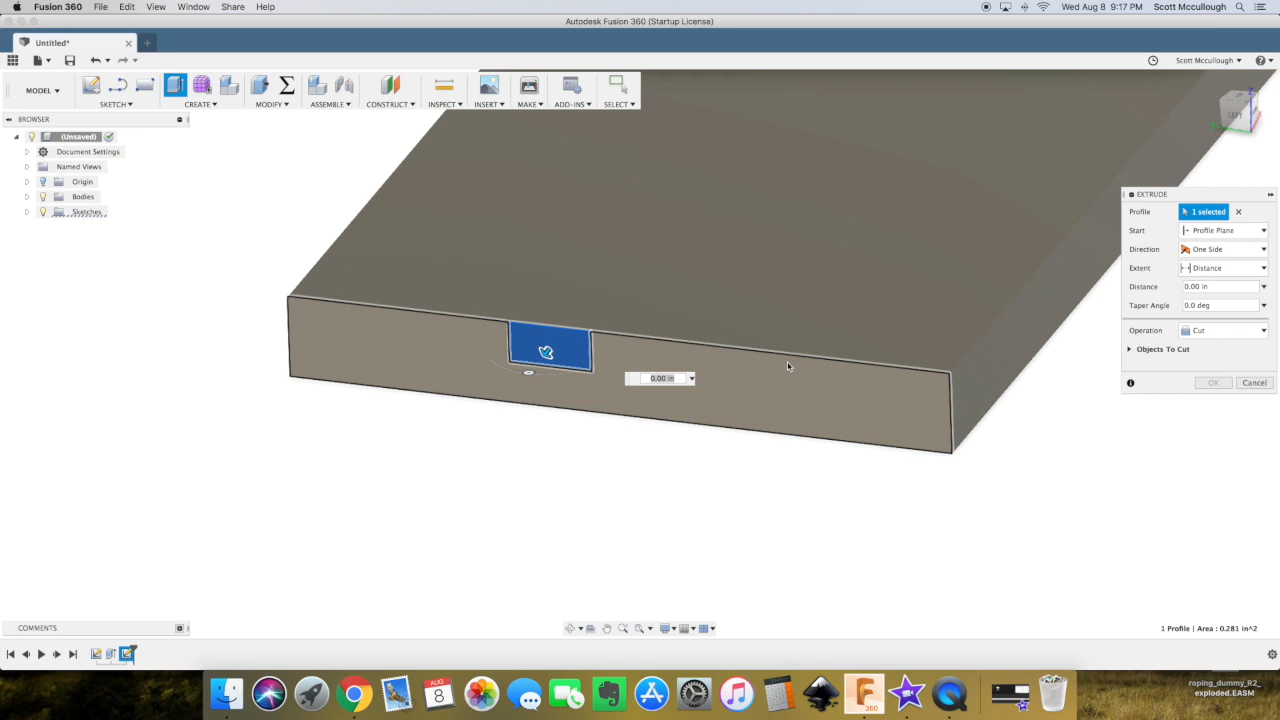 Fusion 360 File Edit View Window Share Help Wed Aug 8 9:17 PM Scott Mccullough
Autodesk Fusion 360 (Startup License)
Untitled*
Scott Mccullough
MODEL
SKETCH CREATE MODIFY ASSEMBLE CONSTRUCT INSPECT INSERT MAKE ADD-INS SELECT
BROWSER
(Unsaved)
Document Settings
Named Views
Origin
Bodies
Sketches
Z
LEFT
EXTRUDE
Profile 1 selected
Start Profile Plane
Direction One Side
Extent Distance
Distance 0.00 in
Taper Angle 0.0 deg
Operation Cut
Objects To Cut
OK Cancel
0.00 in
COMMENTS
1 Profile | Area : 0.281 in^2
AUG
8
F
360
roping_dummy_R2_
exploded.EASM